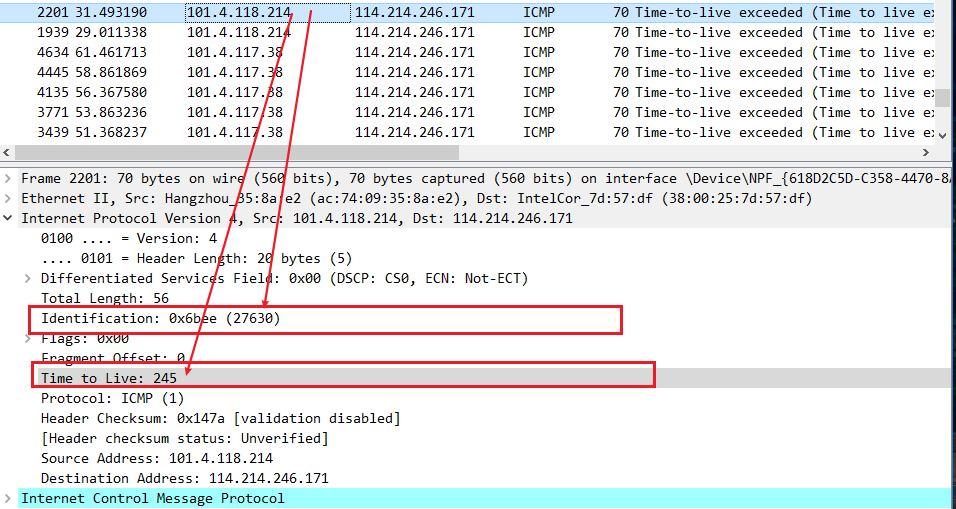 2201 31.493190 101.4.118.214 114.214.246.171 ICMP 70 Time-to-live exceeded (Time to live ex
1939 29.011338 101.4.118.214 114.214.246.171 ICMP 70 Time-to-live exceeded (Time to live ex
4634 61.461713 101.4.117.38 114.214.246.171 ICMP 70 Time-to-live exceeded (Time to live ex
4445 58.861869 101.4.117.38 114.214.246.171 ICMP 70 Time-to-live exceeded (Time to live ex
4135 56.367580 101.4.117.38 114.214.246.171 ICMP 70 Time-to-live exceeded (Time to live ex
3771 53.863236 101.4.117.38 114.214.246.171 ICMP 70 Time-to-live exceeded (Time to live ex
3439 51.368237 101.4.117.38 114.214.246.171 ICMP 70 Time-to-live exceeded (Time to live ex
Frame 2201: 70 bytes on wire (560 bits), 70 bytes captured (560 bits) on interface \Device\NPF_{618D2C5D-C358-4470-8A
Ethernet II, Src: Hangzhou_35:8a:e2 (ac:74:09:35:8a:e2), Dst: IntelCor_7d:57:df (38:00:25:7d:57:df)
Internet Protocol Version 4, Src: 101.4.118.214, Dst: 114.214.246.171
0100 .... = Version: 4
.... 0101 = Header Length: 20 bytes (5)
Differentiated Services Field: 0x00 (DSCP: CS0, ECN: Not-ECT)
Total Length: 56
Identification: 0x6bee (27630)
Flags: 0x00
Fragment Offset: 0
Time to Live: 245
Protocol: ICMP (1)
Header Checksum: 0x147a [validation disabled]
[Header checksum status: Unverified]
Source Address: 101.4.118.214
Destination Address: 114.214.246.171
Internet Control Message Protocol